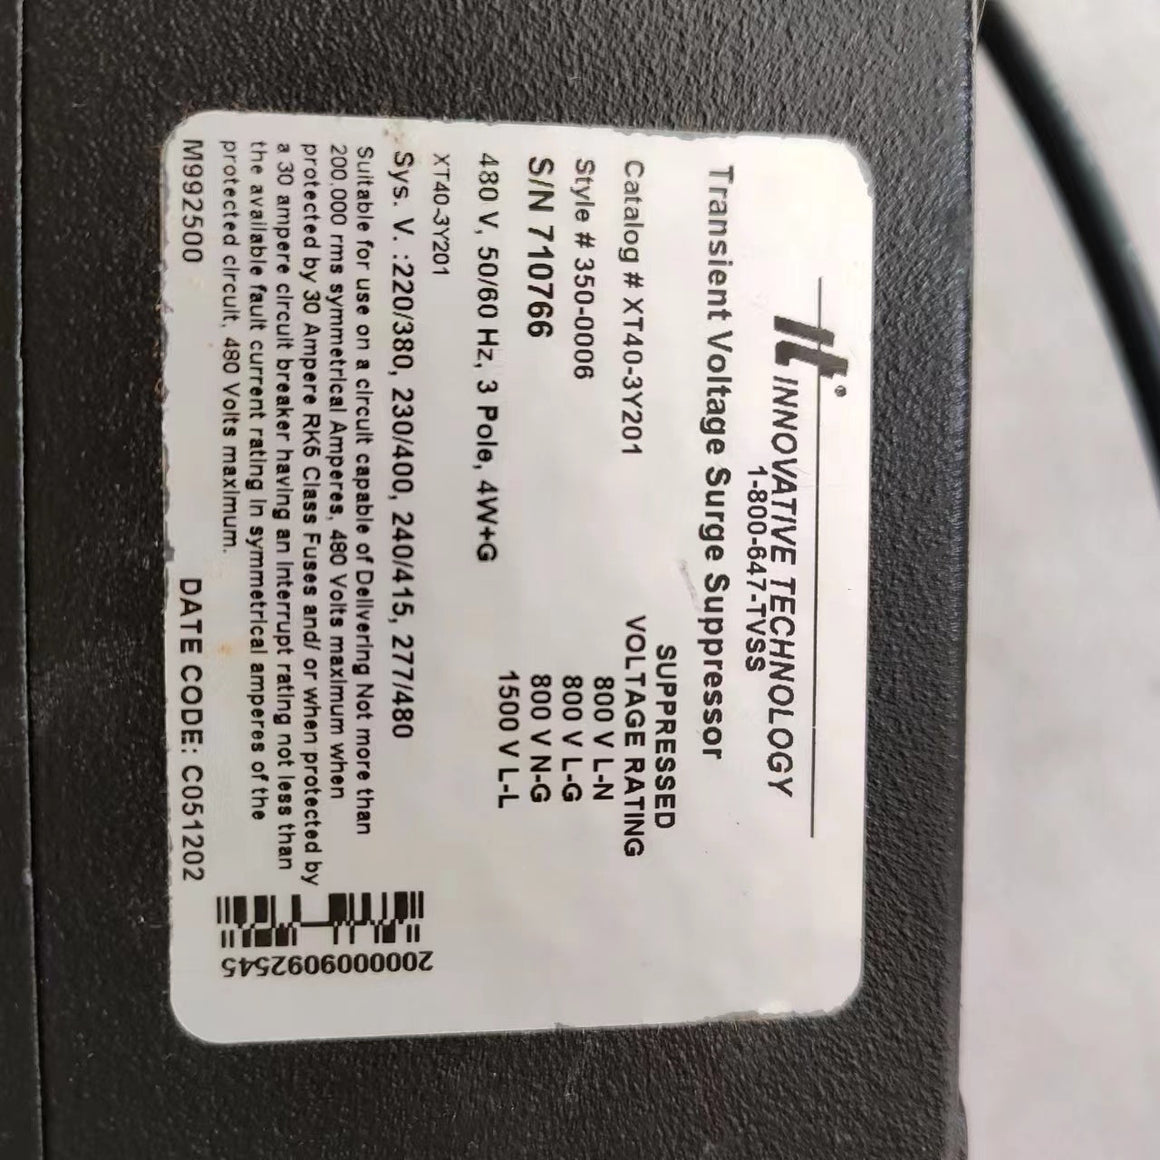 it®
INNOVATIVE TECHNOLOGY
1-800-647-TVSS
Transient Voltage Surge Suppressor
Catalog # XT40-3Y201
Style # 350-0006
S/N 710766
480 V, 50/60 Hz, 3 Pole, 4W+G
SUPPRESSED
VOLTAGE RATING
800 V L-N
800 V L-G
800 V N-G
1500 V L-L
XT40-3Y201
Sys. V. :220/380, 230/400, 240/415, 277/480
Suitable for use on a circuit capable of Delivering Not more than
200,000 rms symmetrical Amperes, 480 Volts maximum when
protected by 30 Ampere RK5 Class Fuses and/ or when protected by
a 30 ampere circuit breaker having an Interrupt rating not less than
the available fault current rating in symmetrical amperes of the
protected circuit, 480 Volts maximum.
M992500
DATE CODE: C051202
2000009092545